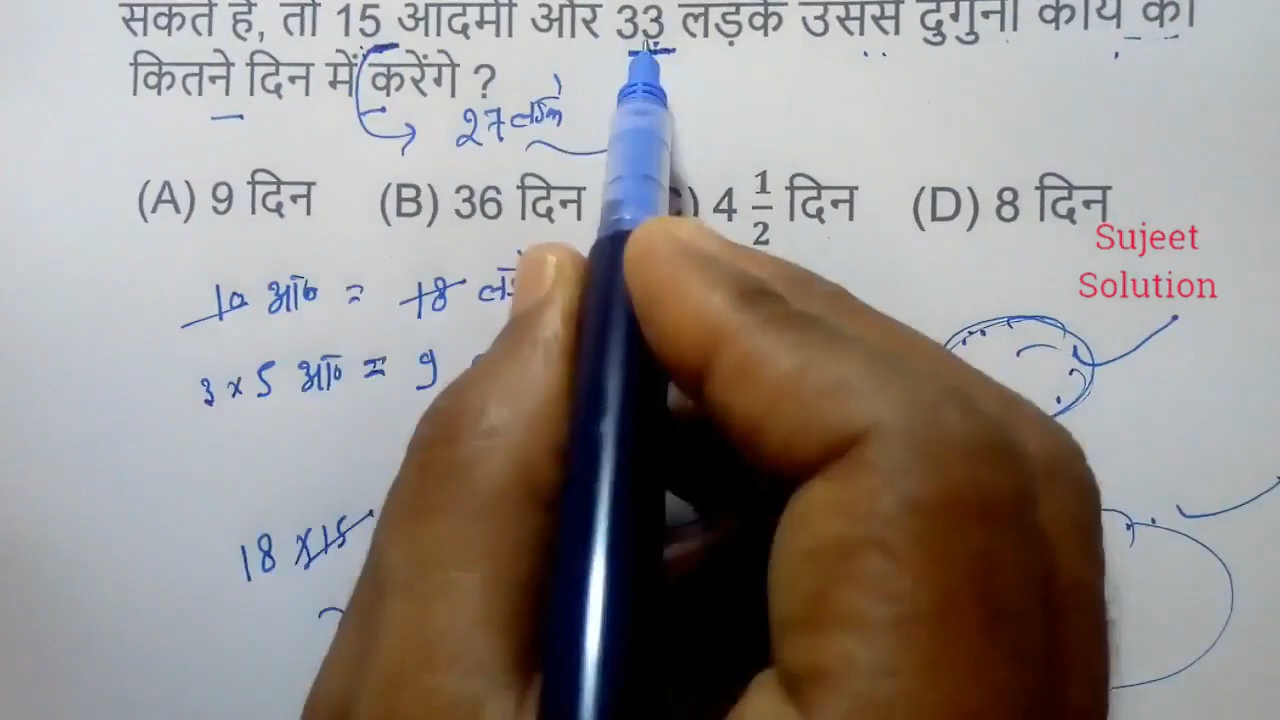 सकते हैं, तो 15 आदमी और 33 लड़के उससे दुगुना कार्य को
कितने दिन में करेंगे ?
27
(A) 9 दिन (B) 36 दिन ) 4 1/2 दिन (D) 8 दिन
Sujeet
Solution
10 आ० = 18
3 × 5 आ० = 9
18 × 15